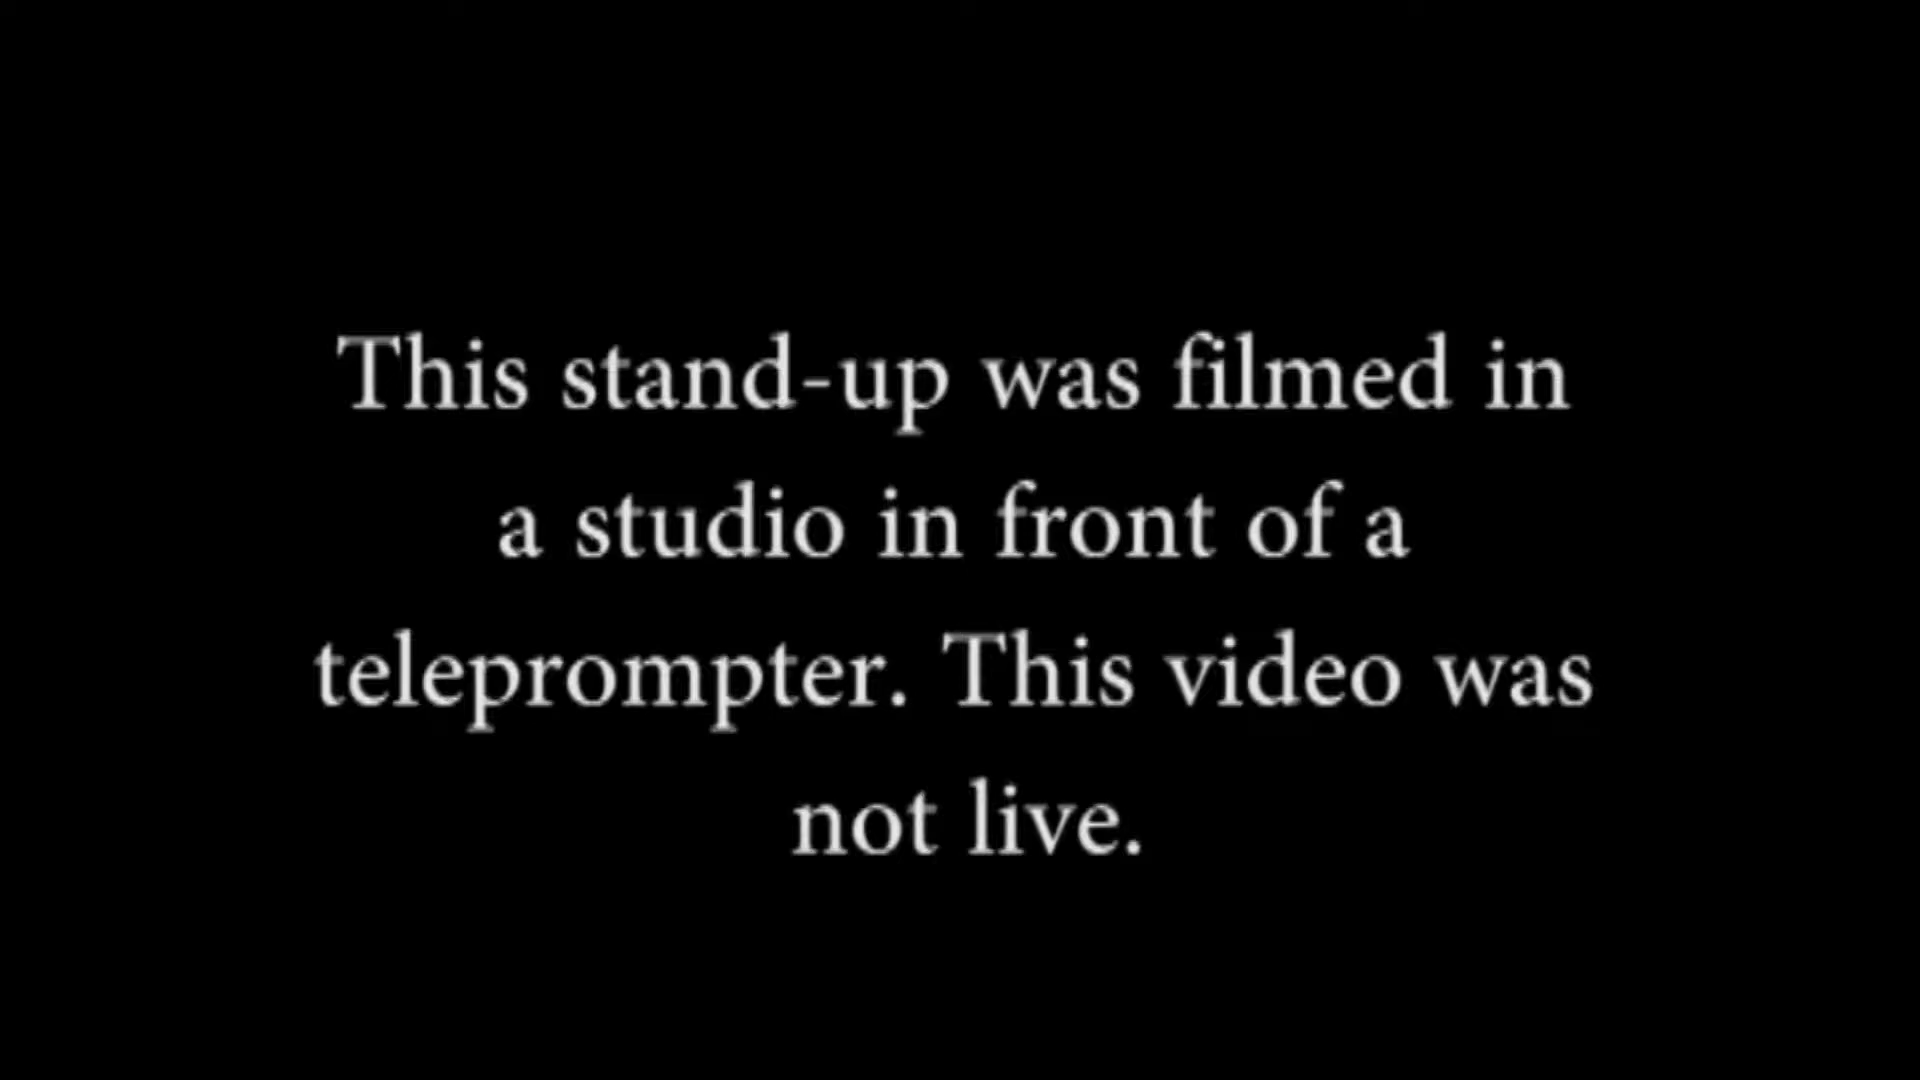 This stand-up was filmed in
a studio in front of a
teleprompter. This video was
not live.